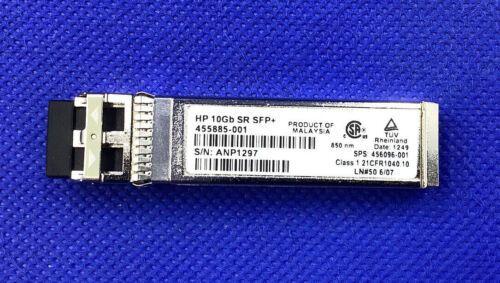 HP 10Gb SR SFP+
455885-001
PRODUCT OF
MALAYSIA
S/N: ANP1297
850 nm
TUV
Rheinland
Date: 1249
SPS: 456096-001
Class 1 21CFR1040.10
LN#50 6/07